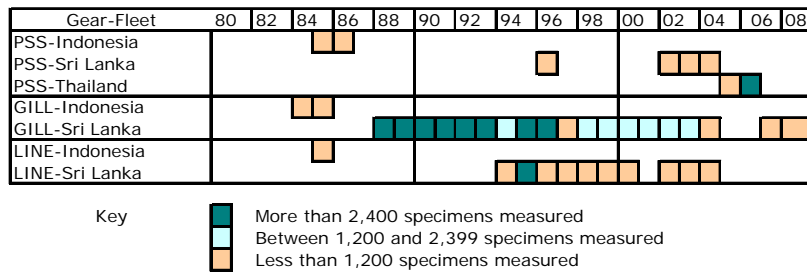 Gear-Fleet 80 82 84 86 88 90 92 94 96 98 00 02 04 06 08
PSS-Indonesia
PSS-Sri Lanka
PSS-Thailand
GILL-Indonesia
GILL-Sri Lanka
LINE-Indonesia
LINE-Sri Lanka
Key More than 2,400 specimens measured
Between 1,200 and 2,399 specimens measured
Less than 1,200 specimens measured